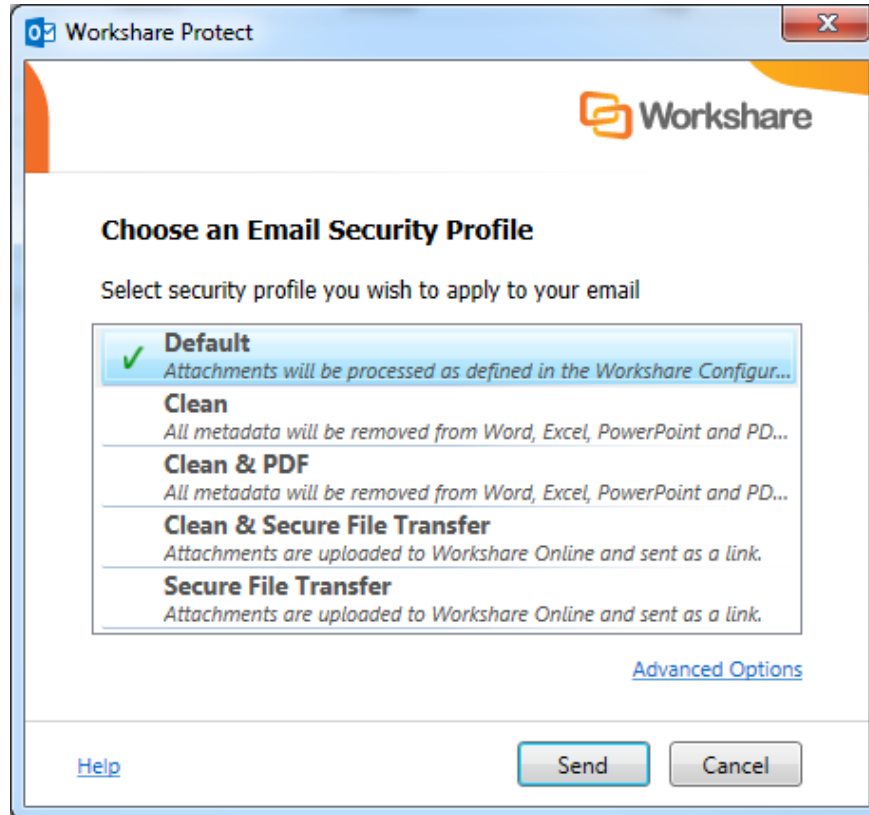 Workshare Protect
Workshare
Choose an Email Security Profile
Select security profile you wish to apply to your email
Default
Attachments will be processed as defined in the Workshare Configur...
Clean
All metadata will be removed from Word, Excel, PowerPoint and PD...
Clean & PDF
All metadata will be removed from Word, Excel, PowerPoint and PD...
Clean & Secure File Transfer
Attachments are uploaded to Workshare Online and sent as a link.
Secure File Transfer
Attachments are uploaded to Workshare Online and sent as a link.
Advanced Options
Help Send Cancel